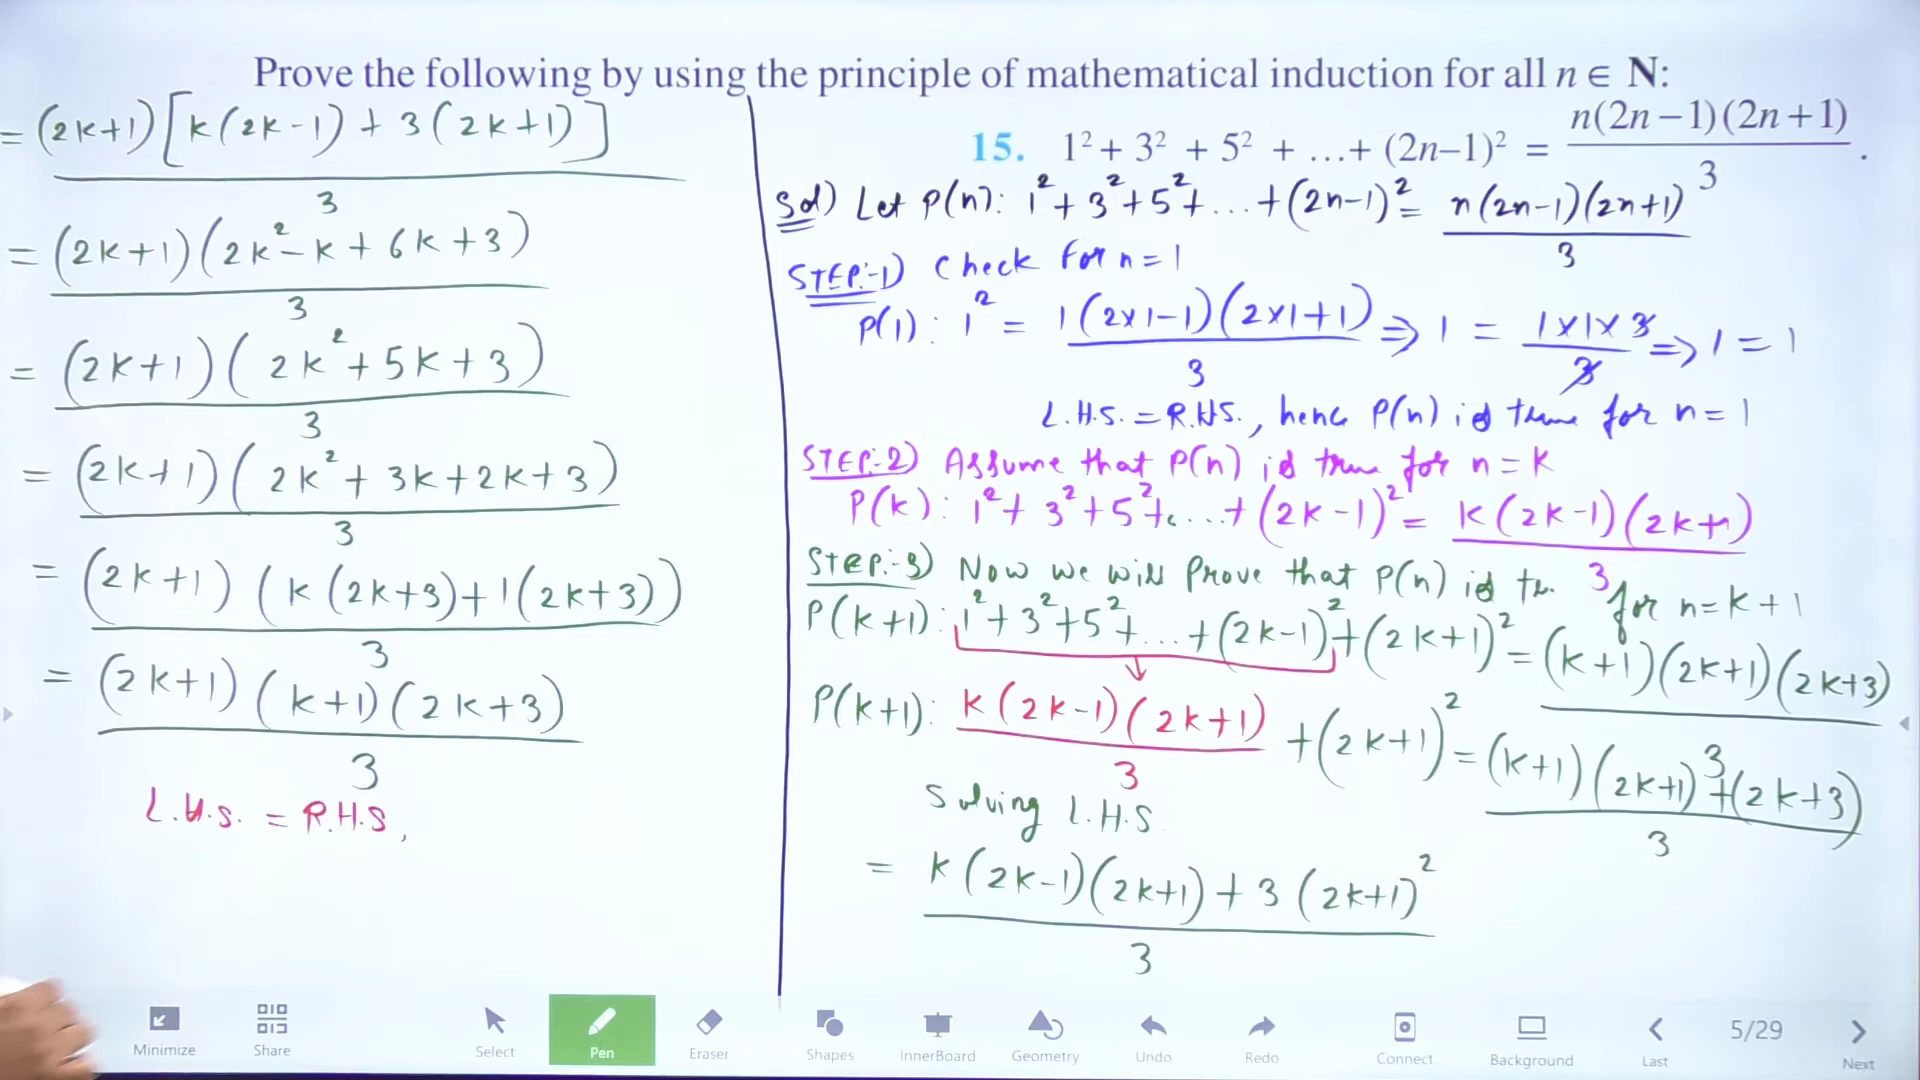 Prove the following by using the principle of mathematical induction for all n ∈ N:
15. 1² + 3² + 5² + ...+ (2n–1)² = n(2n–1)(2n+1)/3.
Sol) Let P(n): 1²+3²+5²+...+(2n-1)² = n(2n-1)(2n+1)/3
STEP:-1) Check for n=1
P(1): 1² = 1(2×1-1)(2×1+1)/3 ⇒ 1 = 1×1×3/3 ⇒ 1=1
L.H.S. = R.H.S., henc P(n) is true for n=1
STEP:-2) Assume that P(n) is true for n=k
P(k): 1²+3²+5²+...+(2k-1)² = k(2k-1)(2k+1)/3
STEP:-3) Now we will Prove that P(n) is tr. for n=k+1
P(k+1): 1²+3²+5²+...+(2k-1)²+(2k+1)² = (k+1)(2k+1)(2k+3)/3
P(k+1): k(2k-1)(2k+1)/3 +(2k+1)² = (k+1)(2k+1)+(2k+3)/3
Solving L.H.S
= k(2k-1)(2k+1)+3(2k+1)²/3
= (2k+1)[k(2k-1)+3(2k+1)]/3
= (2k+1)(2k²-k+6k+3)/3
= (2k+1)(2k²+5k+3)/3
= (2k+1)(2k²+3k+2k+3)/3
= (2k+1)(k(2k+3)+1(2k+3))/3
= (2k+1)(k+1)(2k+3)/3
L.H.S. = R.H.S,
Minimize Share Select Pen Eraser Shapes InnerBoard Geometry Undo Redo Connect Background Last 5/29 Next